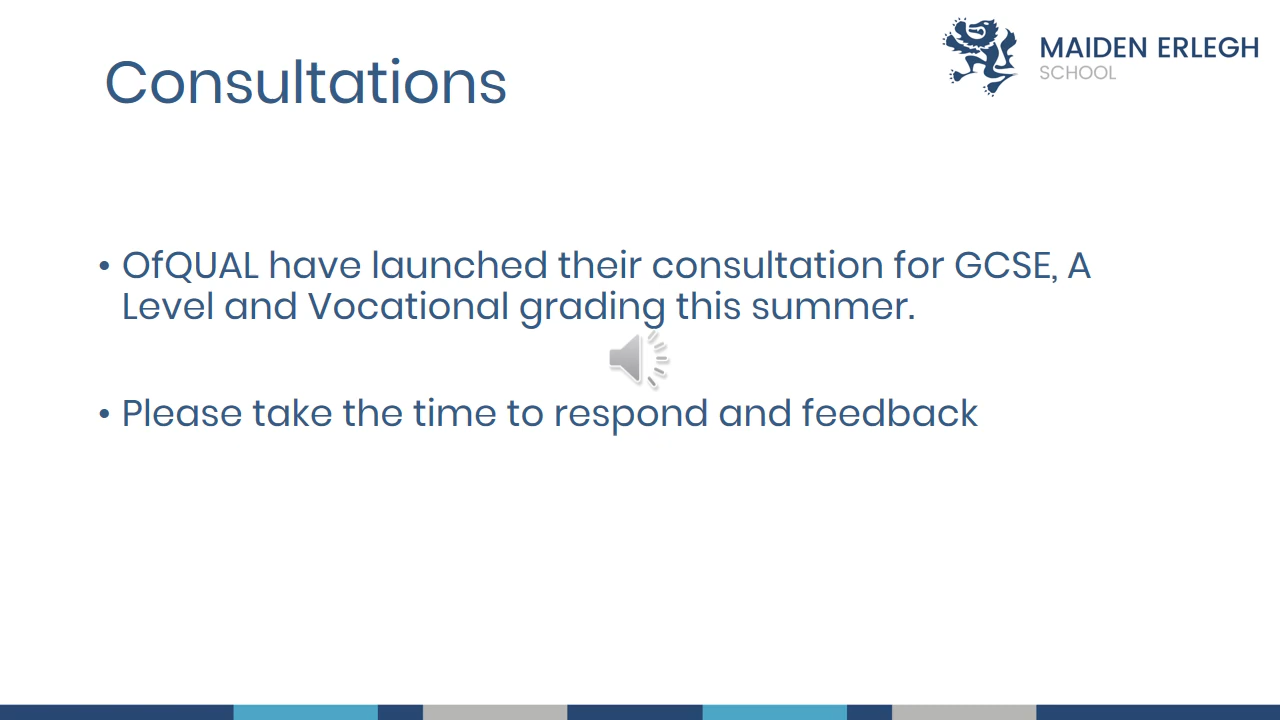 MAIDEN ERLEGH
SCHOOL
Consultations
• OfQUAL have launched their consultation for GCSE, A
Level and Vocational grading this summer.
• Please take the time to respond and feedback